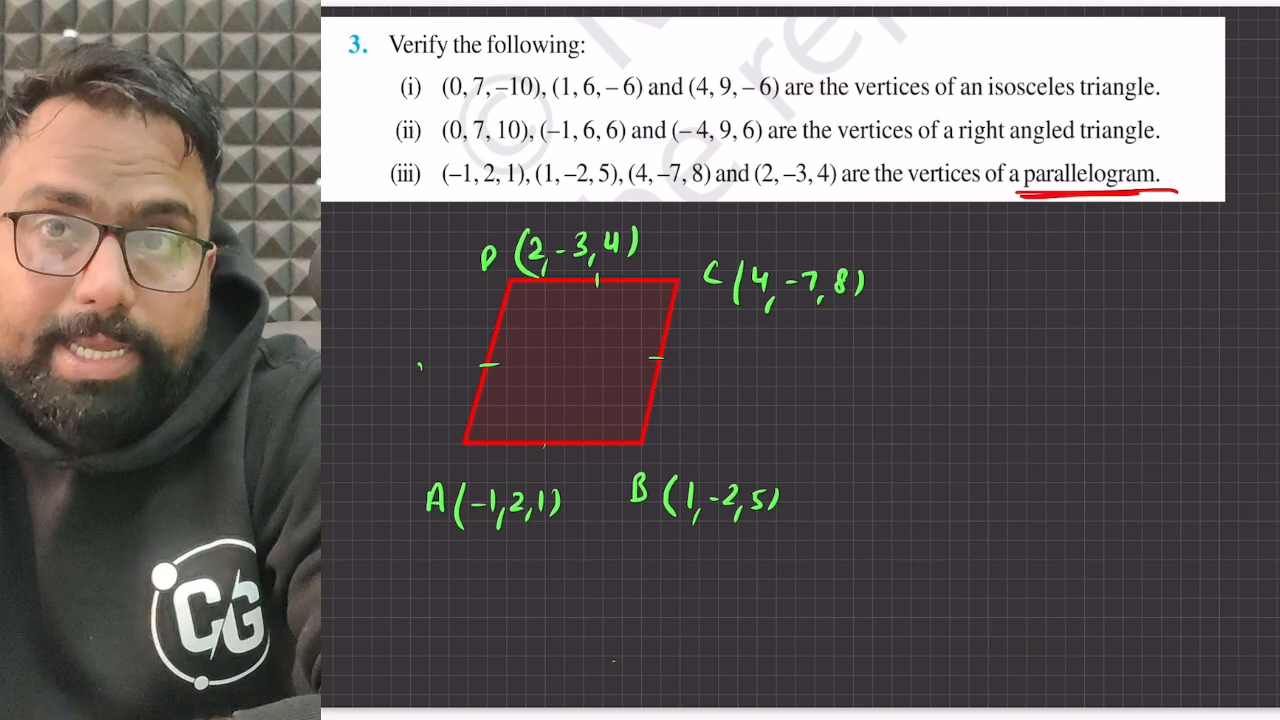 3. Verify the following:
(i) (0, 7, –10), (1, 6, – 6) and (4, 9, – 6) are the vertices of an isosceles triangle.
(ii) (0, 7, 10), (–1, 6, 6) and (– 4, 9, 6) are the vertices of a right angled triangle.
(iii) (–1, 2, 1), (1, –2, 5), (4, –7, 8) and (2, –3, 4) are the vertices of a parallelogram.
D (2, -3, 4)
C (4, -7, 8)
A (-1, 2, 1) B (1, -2, 5)
CG